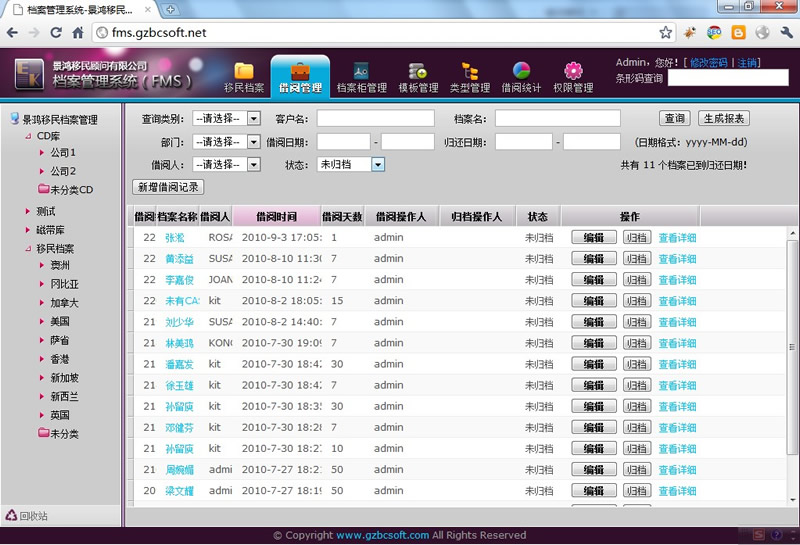 档案管理系统-景鸿移民...
fms.gzbcsoft.net
景鸿移民顾问有限公司
档案管理系统(FMS)
移民档案 借阅管理 档案柜管理 模板管理 类型管理 借阅统计 权限管理
Admin，您好! [ 修改密码 | 注销]
条形码查询
景鸿移民档案管理
CD库
公司1
公司2
未分类CD
测试
磁带库
移民档案
澳洲
冈比亚
加拿大
美国
萨省
香港
新加坡
新西兰
英国
未分类
回收站
查询类别: --请选择-- 客户名: 档案名: 查询 生成报表
部门: --请选择-- 借阅日期: - 归还日期: - (日期格式: yyyy-MM-dd)
借阅人: --请选择-- 状态: 未归档 共有 11 个档案已到归还日期!
新增借阅记录
借阅 档案名称 借阅人 借阅时间 借阅天数 借阅操作人 归档操作人 状态 操作
22 张淞 ROSA 2010-9-3 17:05: 1 admin 未归档 编辑 归档 查看详细
22 黄添益 SUSA 2010-8-10 11:30 7 admin 未归档 编辑 归档 查看详细
22 李嘉俊 JOAN 2010-8-10 11:24 7 admin 未归档 编辑 归档 查看详细
22 未有CA kit 2010-8-2 18:05: 15 admin 未归档 编辑 归档 查看详细
21 刘少华 SUSA 2010-8-2 14:40: 7 admin 未归档 编辑 归档 查看详细
21 林美鸿 KONG 2010-7-30 19:09 7 admin 未归档 编辑 归档 查看详细
21 潘嘉发 kit 2010-7-30 18:42 30 admin 未归档 编辑 归档 查看详细
21 徐玉雄 kit 2010-7-30 18:42 7 admin 未归档 编辑 归档 查看详细
21 孙留庚 kit 2010-7-30 18:35 30 admin 未归档 编辑 归档 查看详细
21 邓健芬 kit 2010-7-30 18:28 7 admin 未归档 编辑 归档 查看详细
21 孙留庚 kit 2010-7-30 18:27 10 admin 未归档 编辑 归档 查看详细
21 周婉媚 admi 2010-7-27 18:21 50 admin 未归档 编辑 归档 查看详细
20 梁文耀 admi 2010-7-27 18:19 50 admin 未归档 编辑 归档 查看详细
© Copyright www.gzbcsoft.com All Rights Reserved